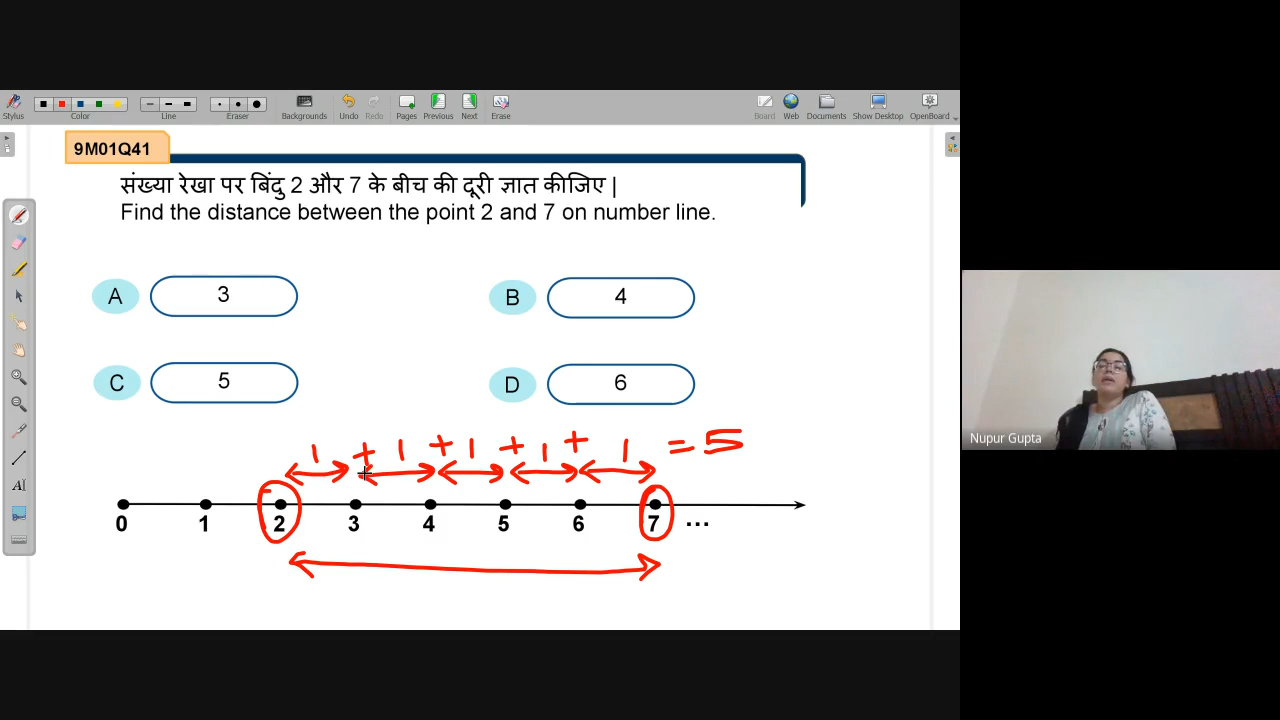 Stylus Color Line Eraser Backgrounds Undo Redo Pages Previous Next Erase Board Web Documents Show Desktop OpenBoard
9M01Q41
संख्या रेखा पर बिंदु 2 और 7 के बीच की दूरी ज्ञात कीजिए |
Find the distance between the point 2 and 7 on number line.
A 3 B 4
C 5 D 6
1 + 1 + 1 + 1 + 1 = 5
0 1 2 3 4 5 6 7 ...
Nupur Gupta